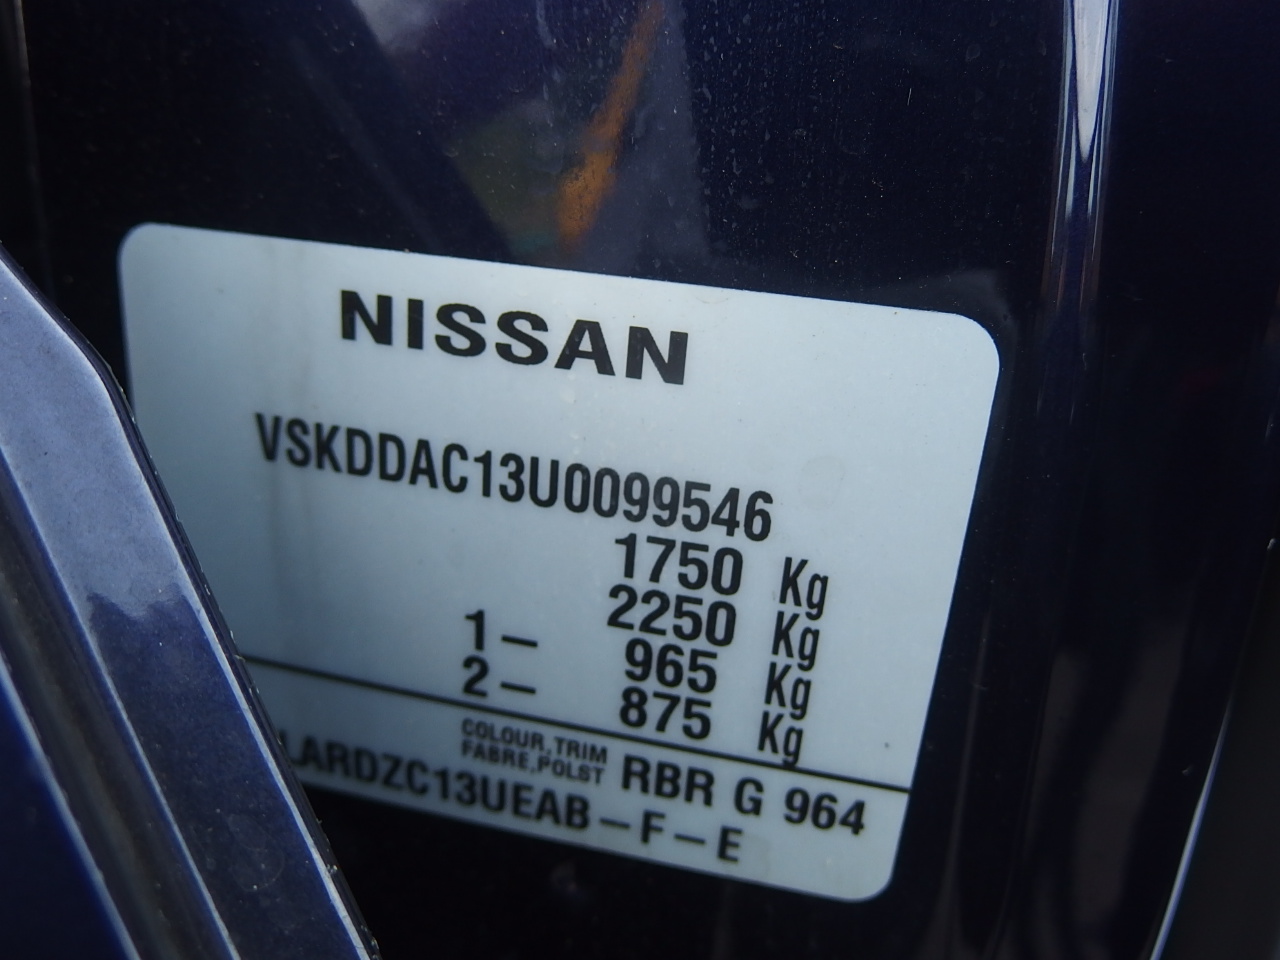 NISSAN
VSKDDAC13U0099546
1750 Kg
2250 Kg
1– 965 Kg
2– 875 Kg
COLOUR,TRIM
FABRE,POLST RBR G 964
LARDZC13UEAB–F–E